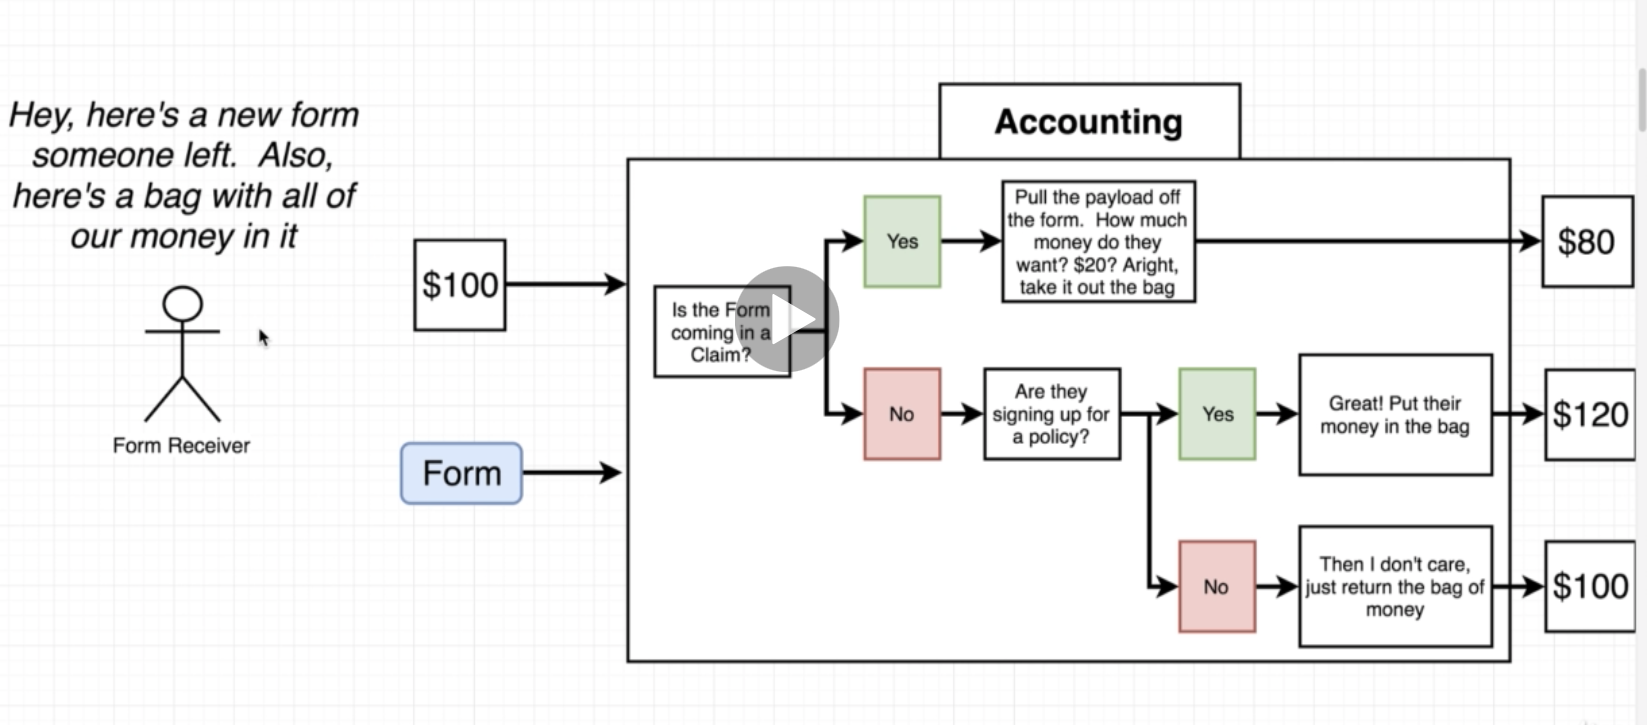 Hey, here's a new form
someone left.  Also,
here's a bag with all of
our money in it
Form Receiver
$100
Form
Accounting
Is the Form
coming in a
Claim?
Yes
Pull the payload off
the form.  How much
money do they
want? $20? Aright,
take it out the bag
$80
No
Are they
signing up for
a policy?
Yes
Great! Put their
money in the bag
$120
No
Then I don't care,
just return the bag of
money
$100